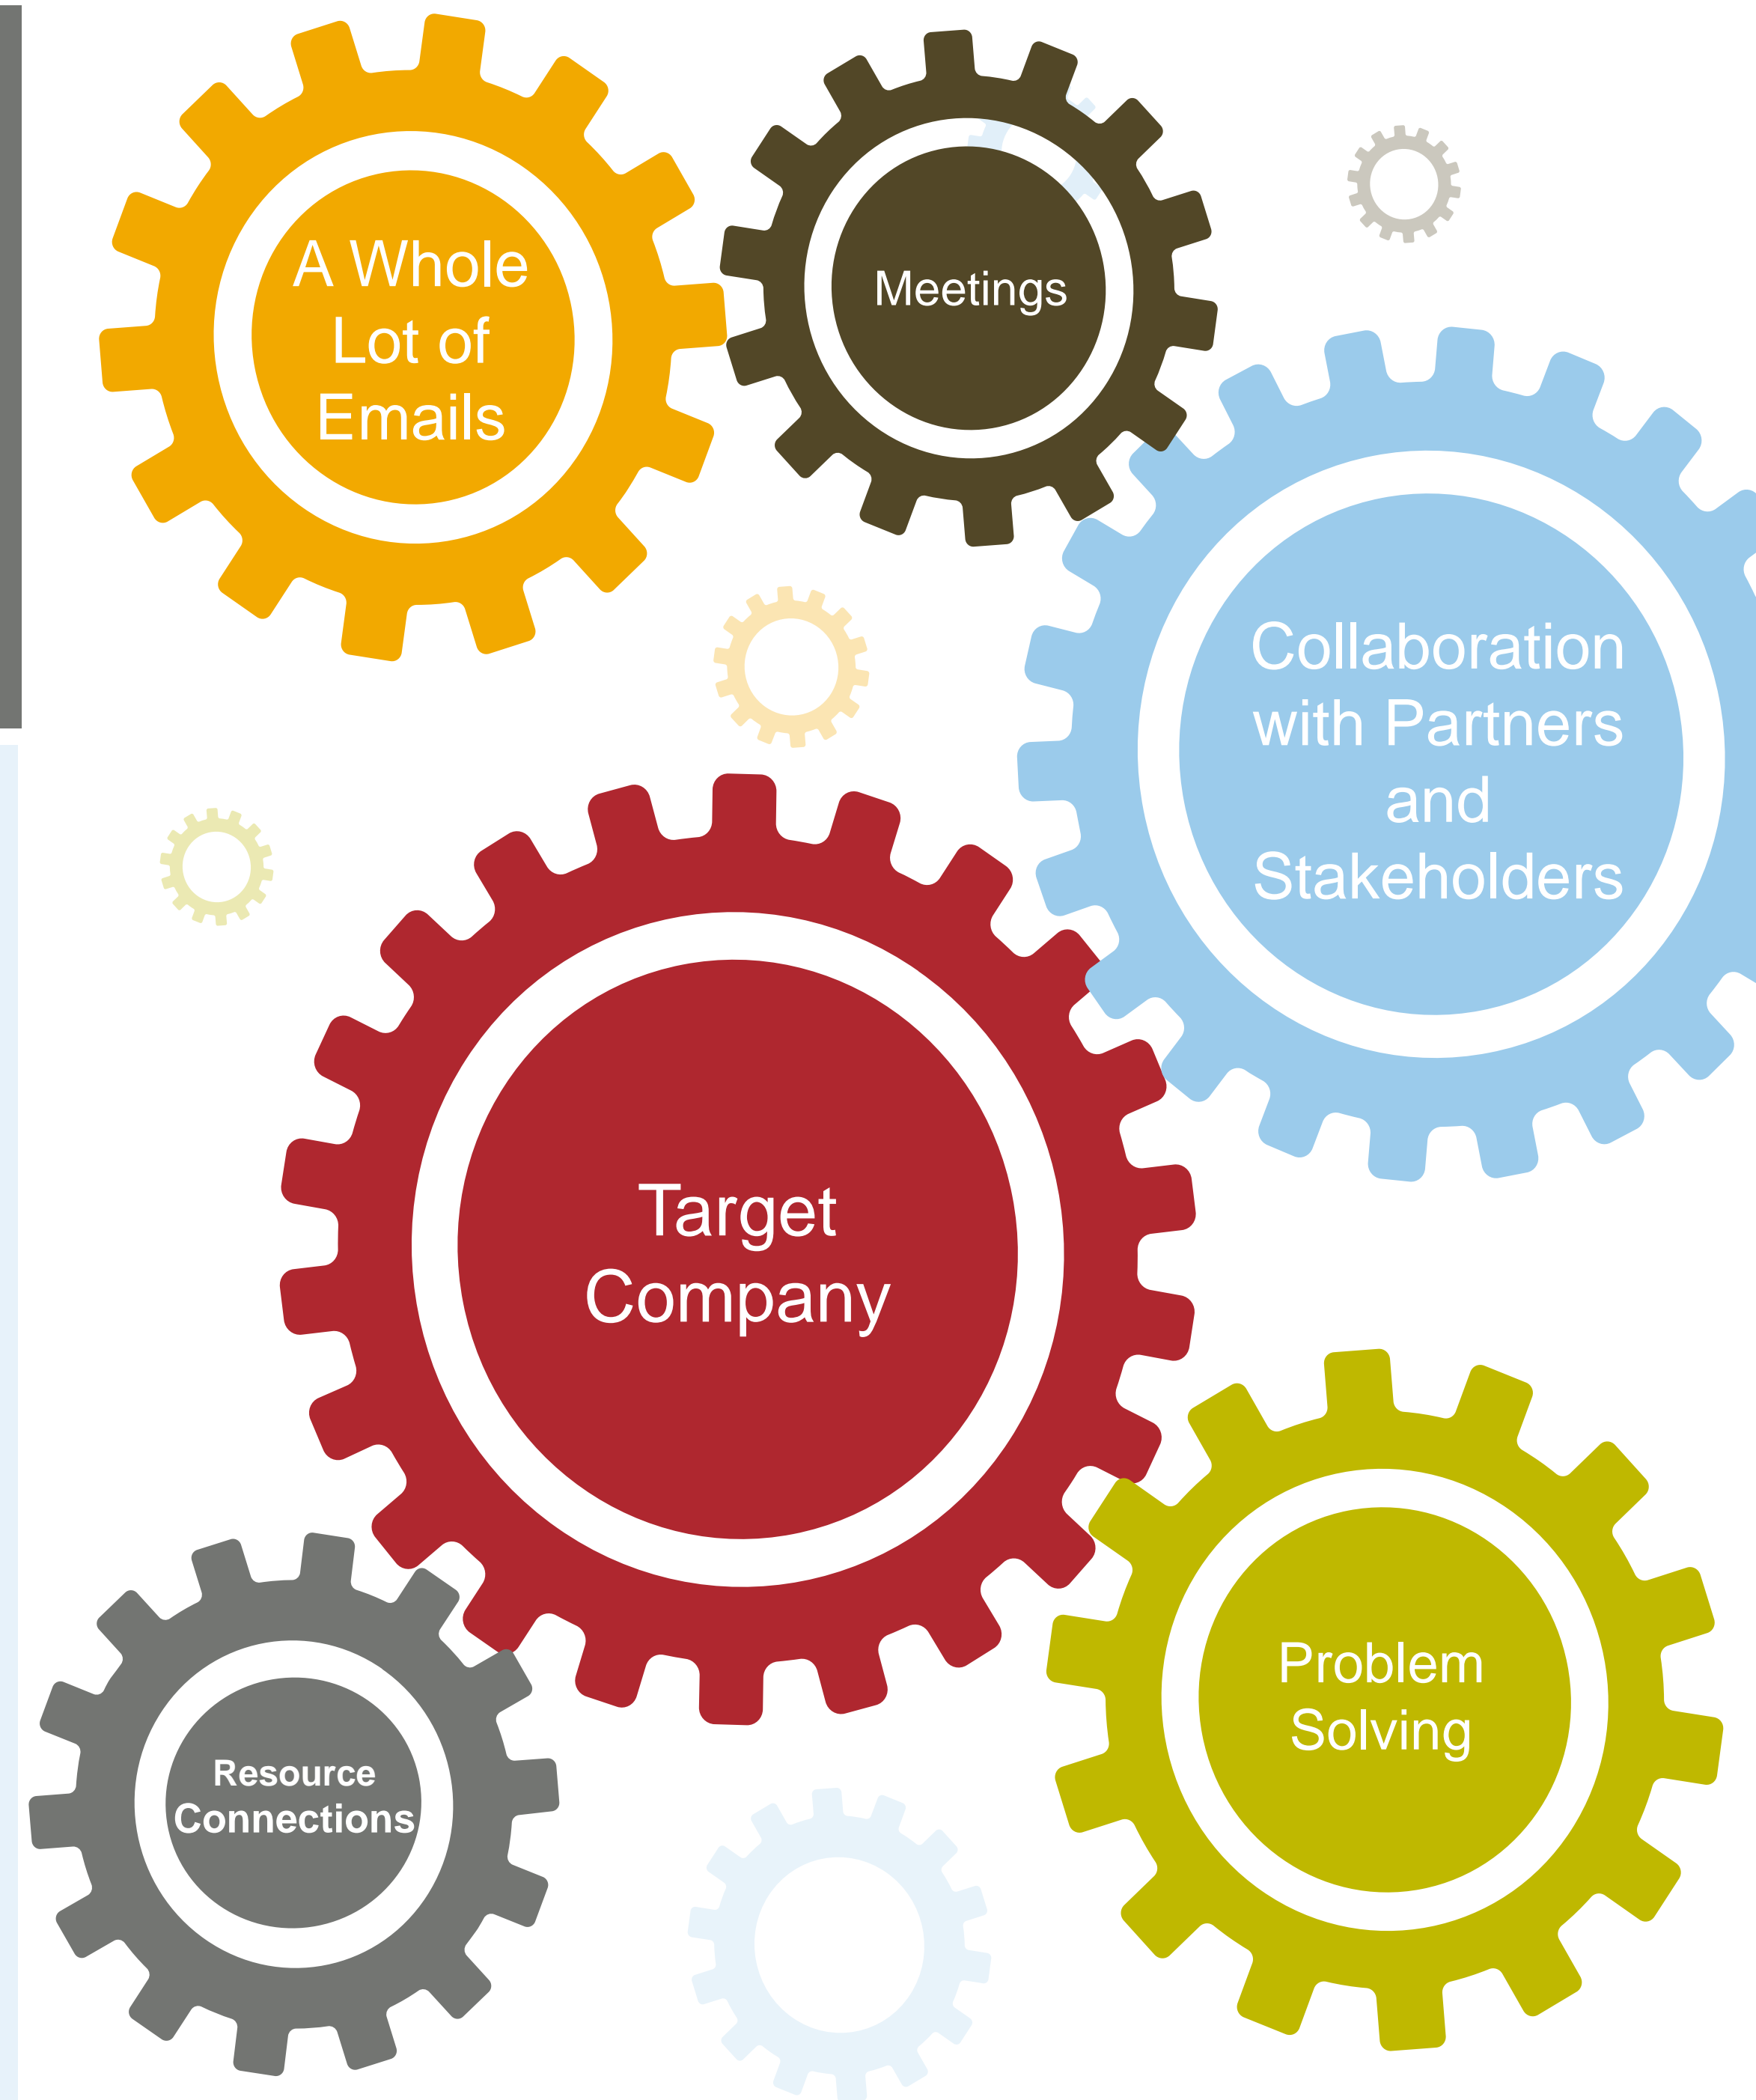 A Whole
Lot of
Emails
Meetings
Collaboration
with Partners
and
Stakeholders
Target
Company
Problem
Solving
Resource
Connections